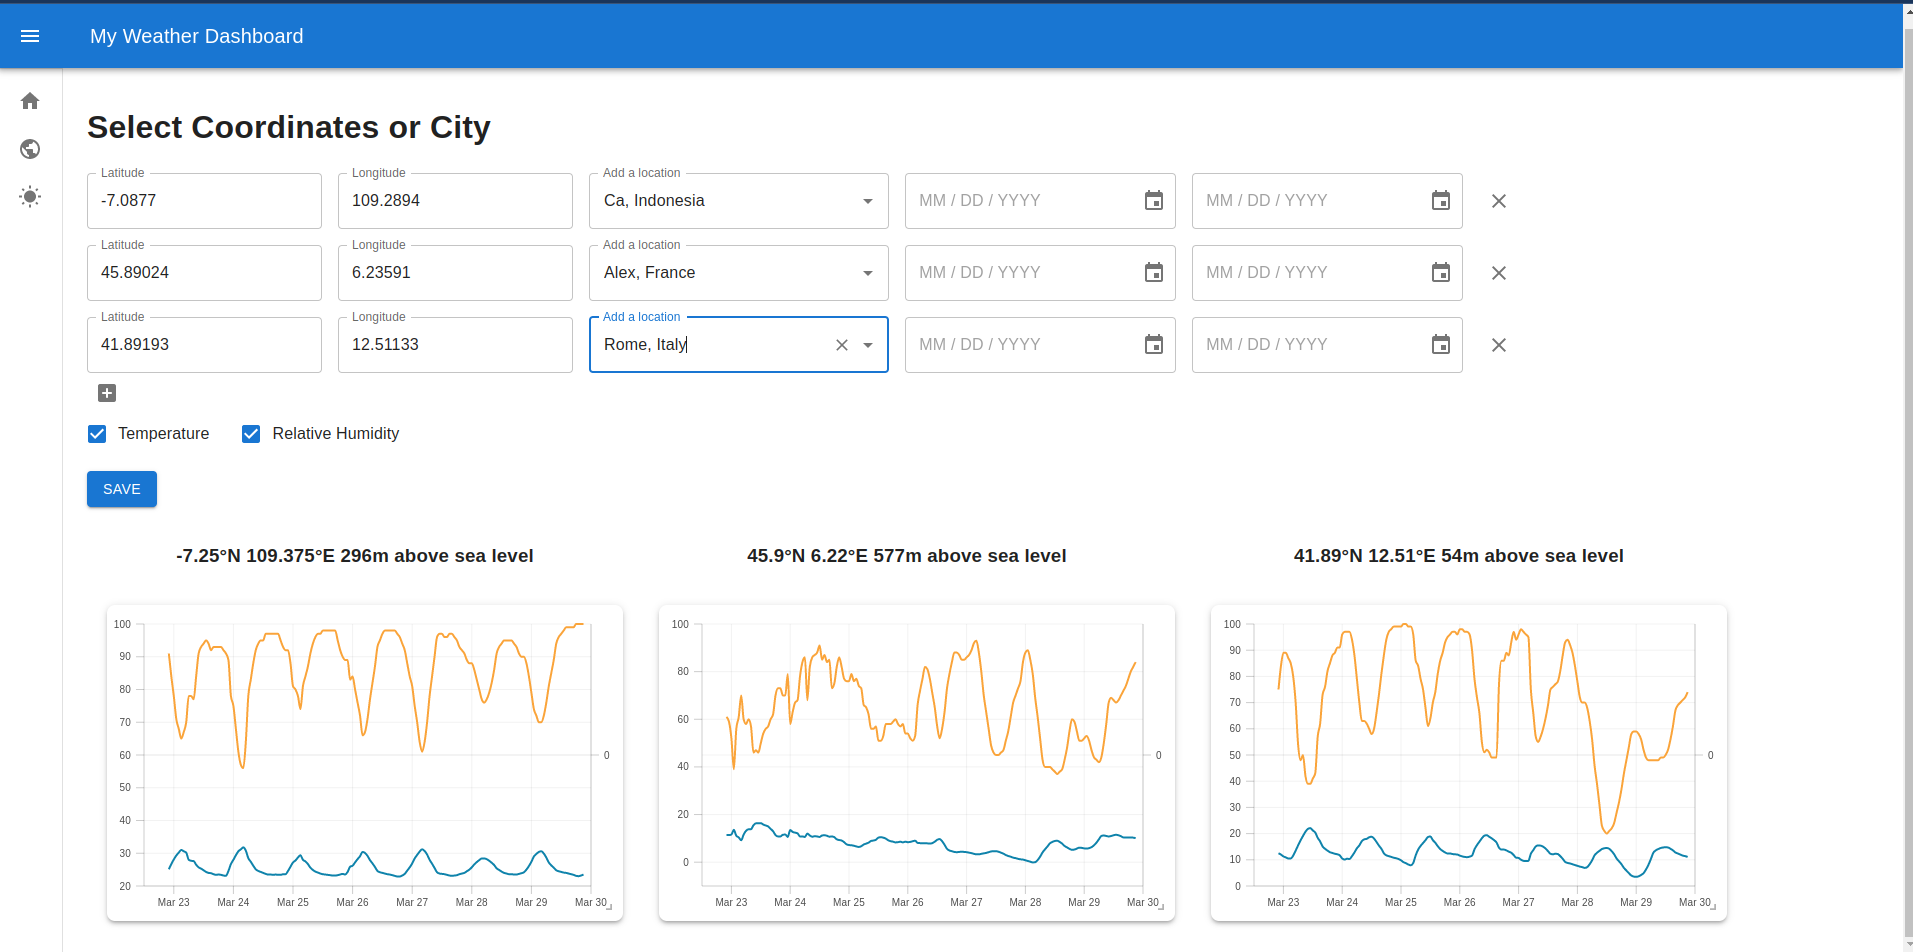 My Weather Dashboard
Select Coordinates or City
Latitude Longitude Add a location
-7.0877 109.2894 Ca, Indonesia MM / DD / YYYY MM / DD / YYYY
Latitude Longitude Add a location
45.89024 6.23591 Alex, France MM / DD / YYYY MM / DD / YYYY
Latitude Longitude Add a location
41.89193 12.51133 Rome, Italy MM / DD / YYYY MM / DD / YYYY
Temperature Relative Humidity
SAVE
-7.25°N 109.375°E 296m above sea level
100
90
80
70
60
50
40
30
20
0
Mar 23 Mar 24 Mar 25 Mar 26 Mar 27 Mar 28 Mar 29 Mar 30
45.9°N 6.22°E 577m above sea level
100
80
60
40
20
0
0
Mar 23 Mar 24 Mar 25 Mar 26 Mar 27 Mar 28 Mar 29 Mar 30
41.89°N 12.51°E 54m above sea level
100
90
80
70
60
50
40
30
20
10
0
0
Mar 23 Mar 24 Mar 25 Mar 26 Mar 27 Mar 28 Mar 29 Mar 30